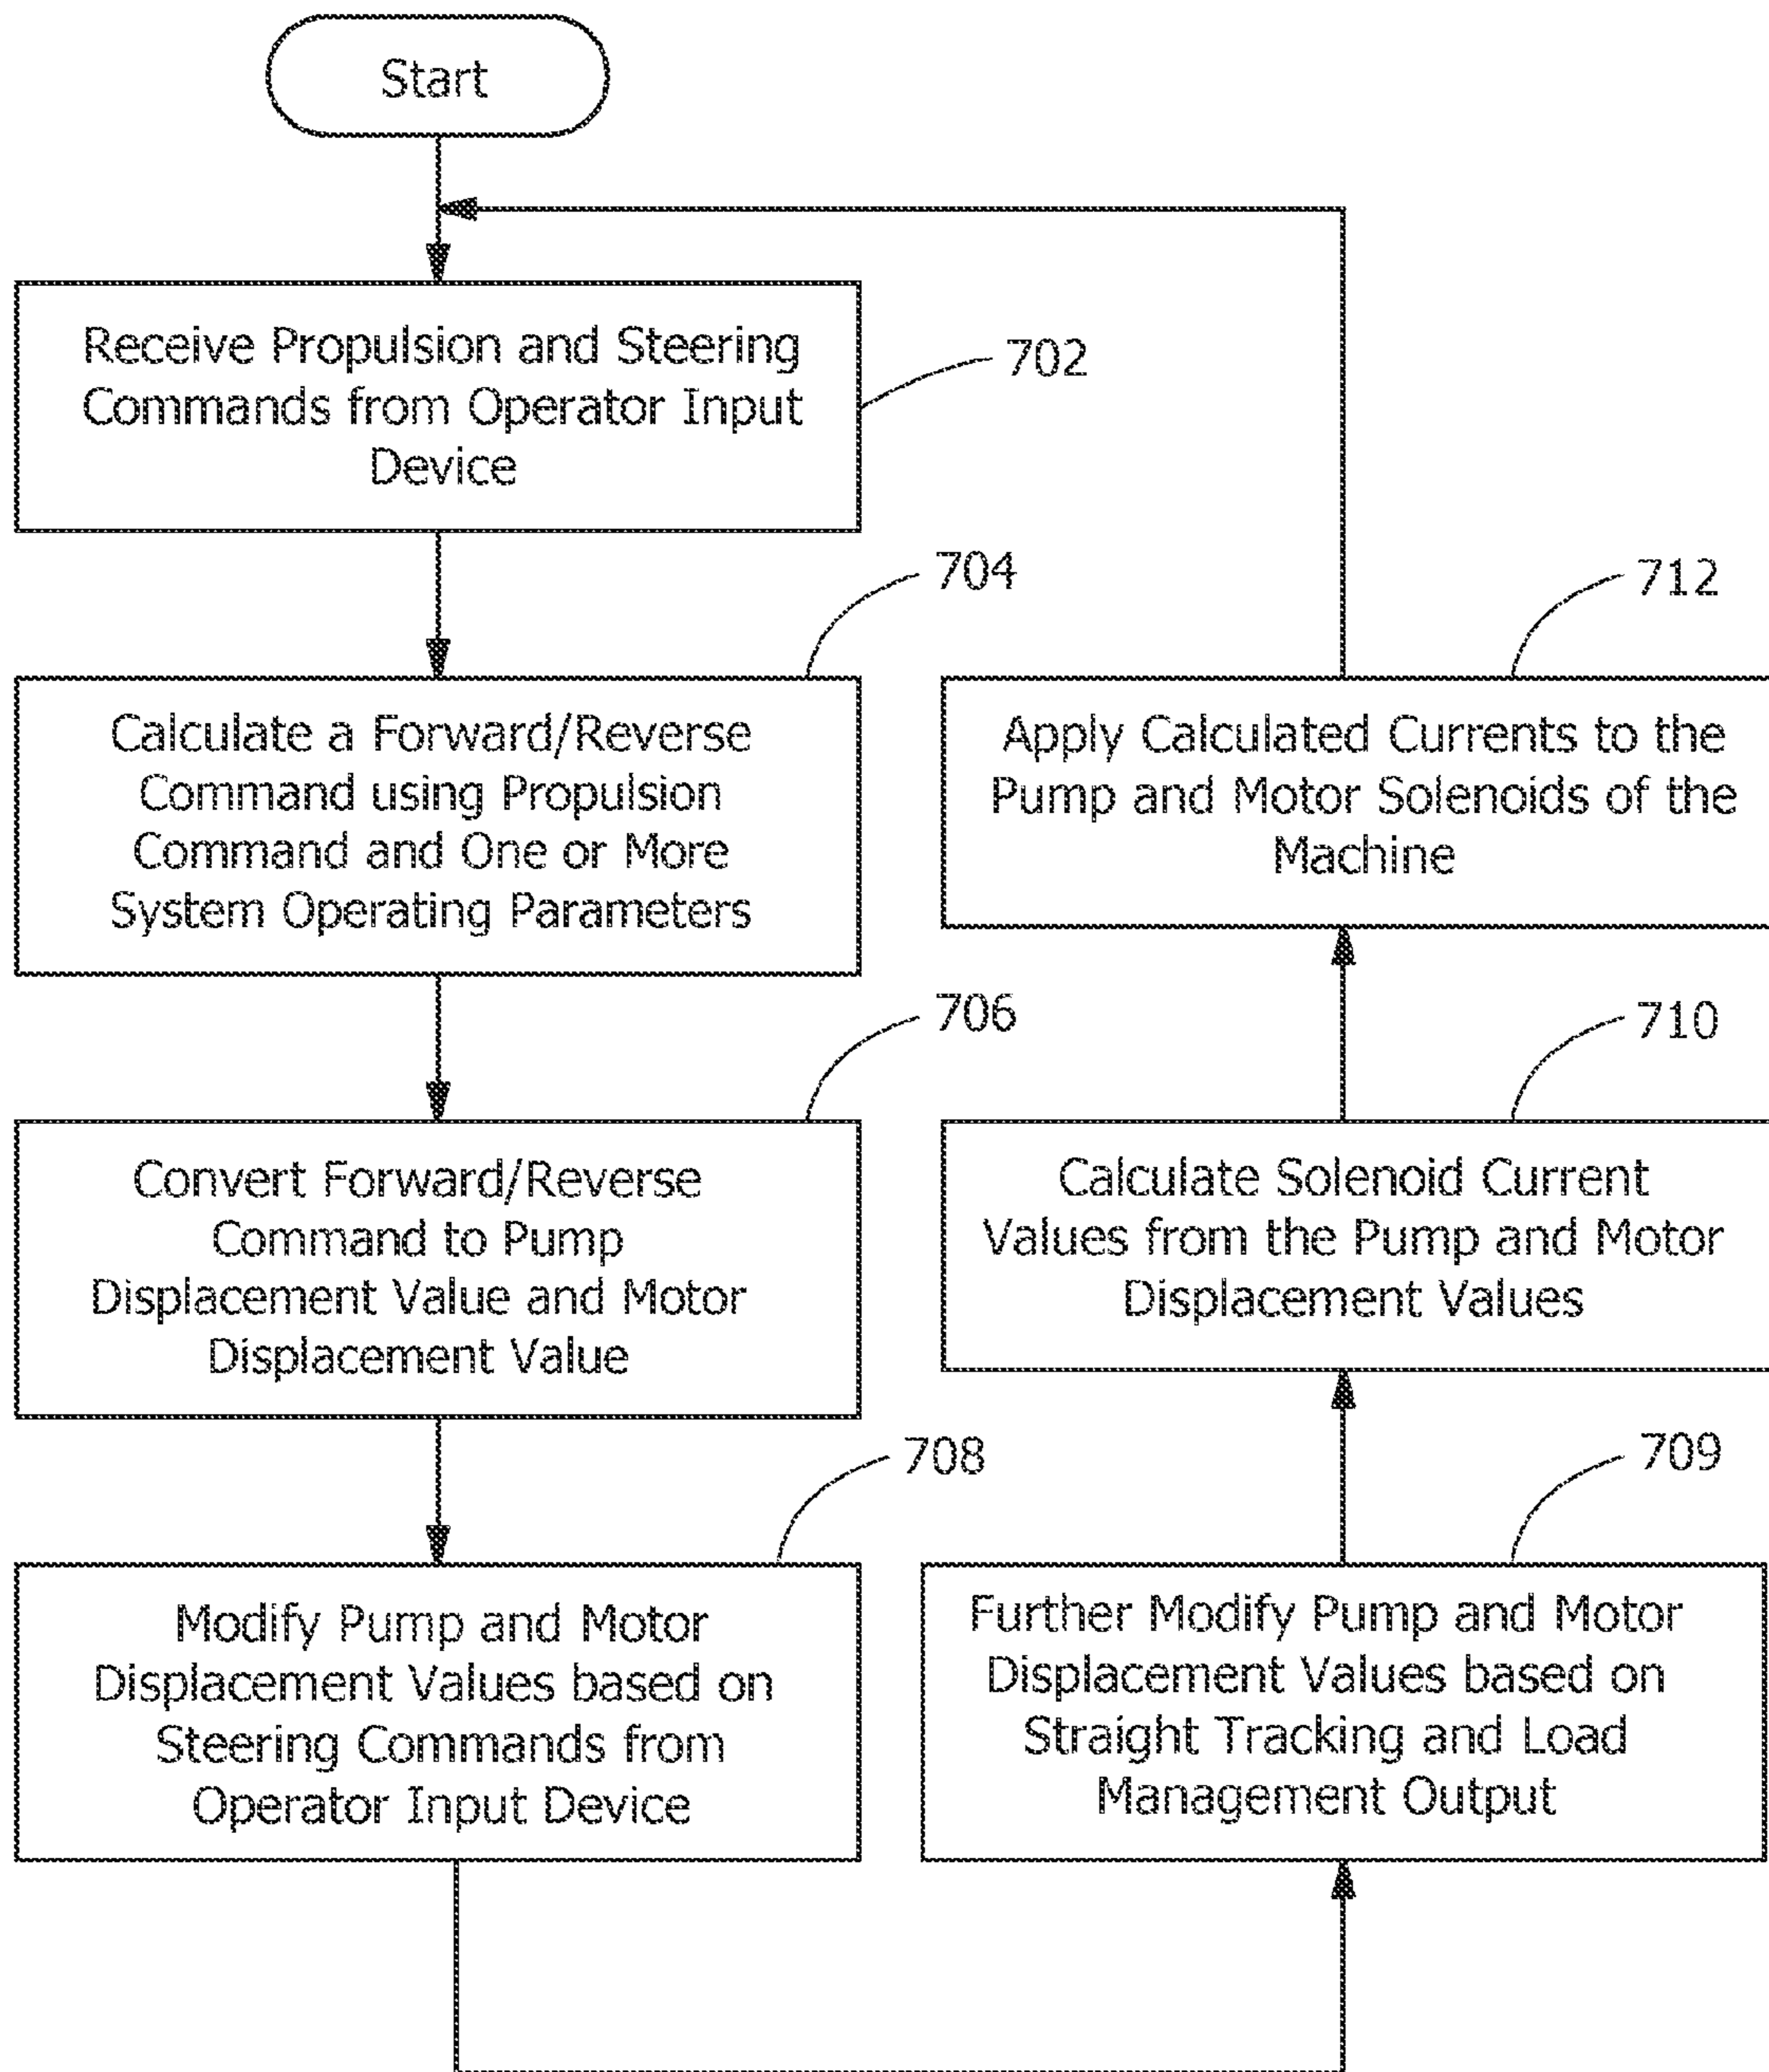 Start
Receive Propulsion and Steering
Commands from Operator Input
Device
702
704
Calculate a Forward/Reverse
Command using Propulsion
Command and One or More
System Operating Parameters
706
Convert Forward/Reverse
Command to Pump
Displacement Value and Motor
Displacement Value
708
Modify Pump and Motor
Displacement Values based on
Steering Commands from
Operator Input Device
709
Further Modify Pump and Motor
Displacement Values based on
Straight Tracking and Load
Management Output
710
Calculate Solenoid Current
Values from the Pump and Motor
Displacement Values
712
Apply Calculated Currents to the
Pump and Motor Solenoids of the
Machine